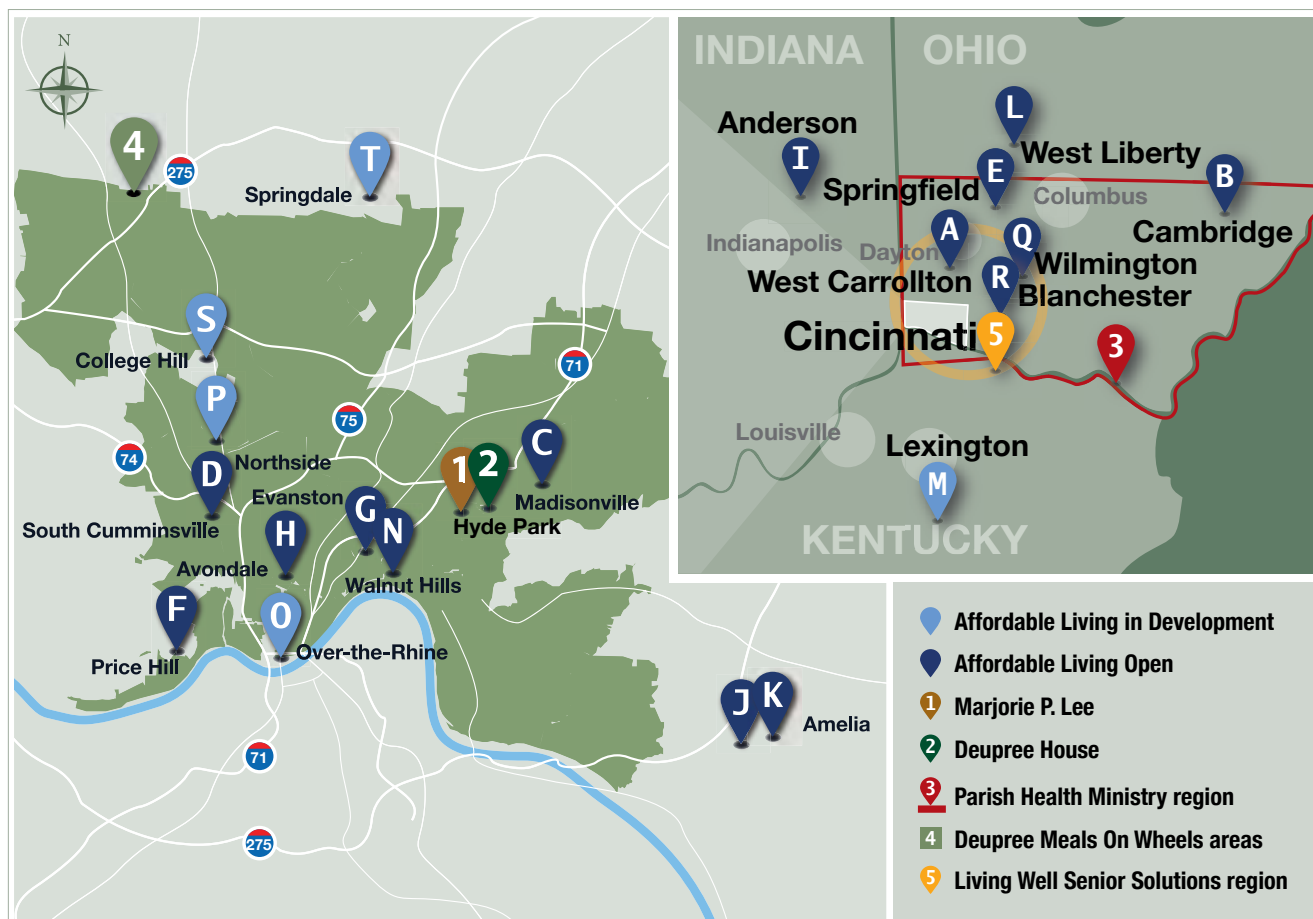 N
4
275
T
Springdale
S
College Hill
P
71
75
74
D
Northside
1
2
C
Evanston
G
Madisonville
South Cumminsville
H
N
Hyde Park
Avondale
Walnut Hills
F
O
Price Hill
Over-the-Rhine
J
K
Amelia
71
275
INDIANA
OHIO
L
Anderson
I
West Liberty
E
Springfield
B
Columbus
Cambridge
A
Q
Indianapolis
Dayton
Wilmington
West Carrollton
R
Blanchester
Cincinnati
5
3
Louisville
Lexington
M
KENTUCKY
Affordable Living in Development
Affordable Living Open
1 Marjorie P. Lee
2 Deupree House
3 Parish Health Ministry region
4 Deupree Meals On Wheels areas
5 Living Well Senior Solutions region